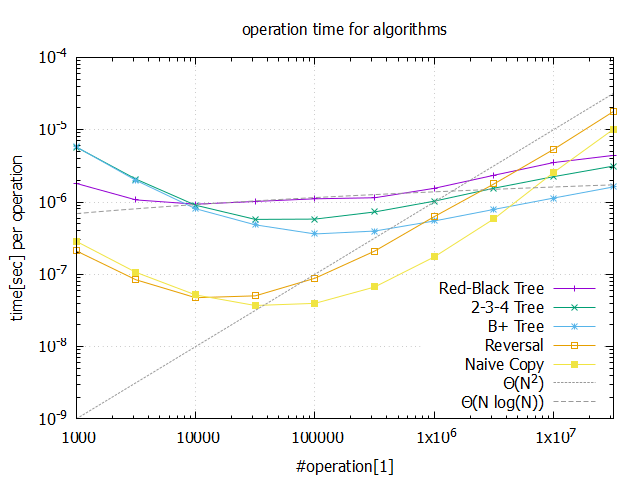 operation time for algorithms
10^-4
10^-5
10^-6
10^-7
10^-8
10^-9
time[sec] per operation
Red-Black Tree
2-3-4 Tree
B+ Tree
Reversal
Naive Copy
Θ(N^2)
Θ(N log(N))
1000 10000 100000 1x10^6 1x10^7
#operation[1]